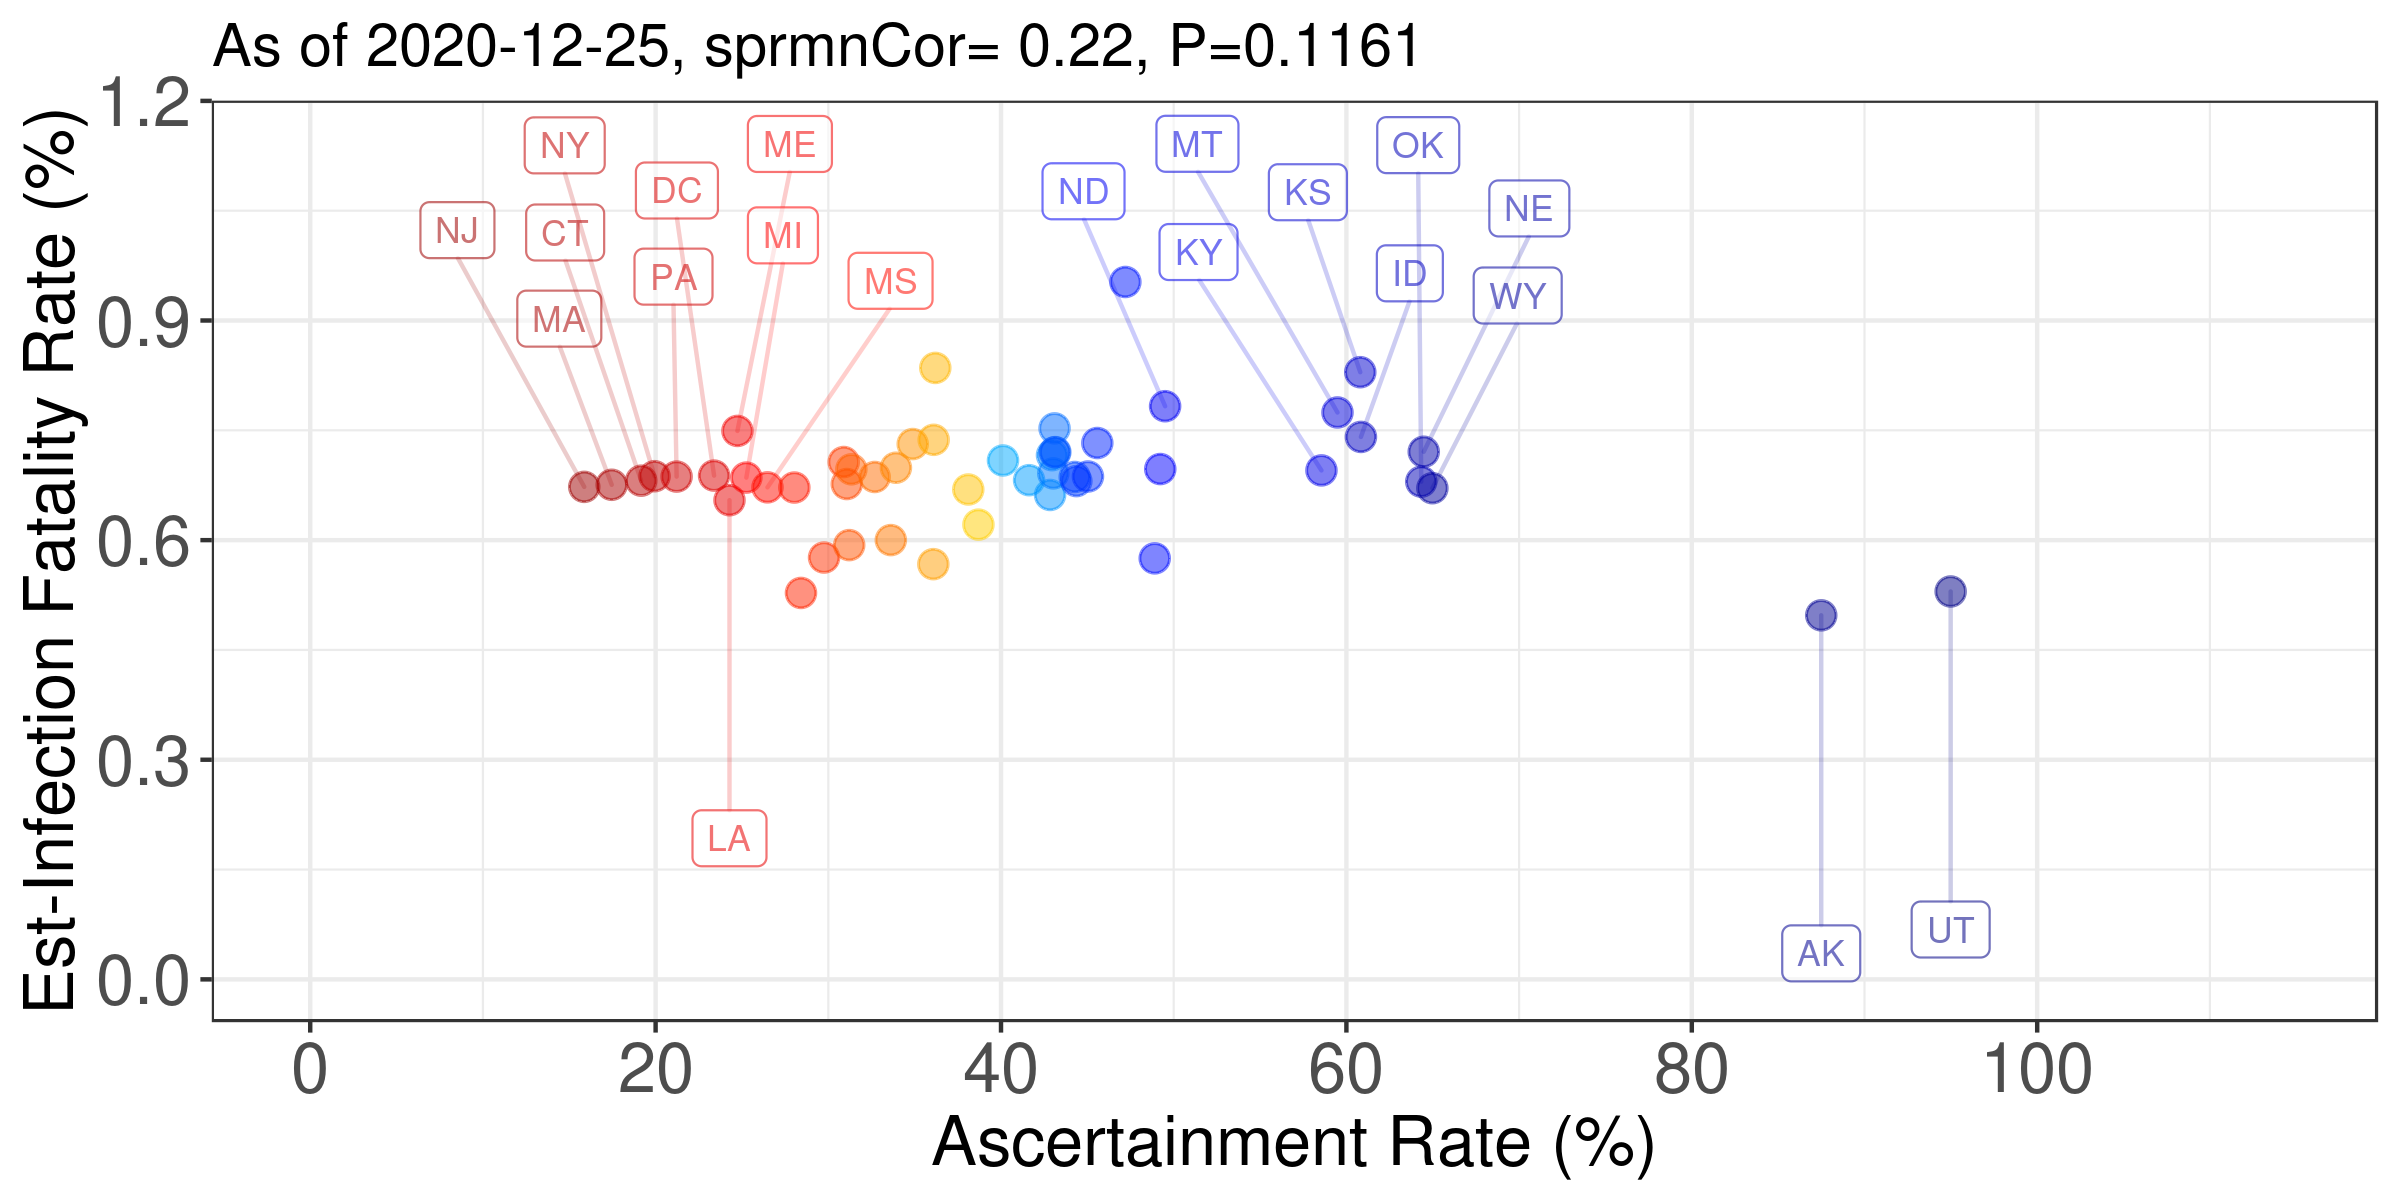 As of 2020-12-25, sprmnCor= 0.22, P=0.1161
Est-Infection Fatality Rate (%)
1.2
0.9
0.6
0.3
0.0
NY
ME
MT
OK
DC
ND
KS
NE
NJ
CT
MI
KY
PA
MS
ID
WY
MA
LA
UT
AK
0
20
40
60
80
100
Ascertainment Rate (%)